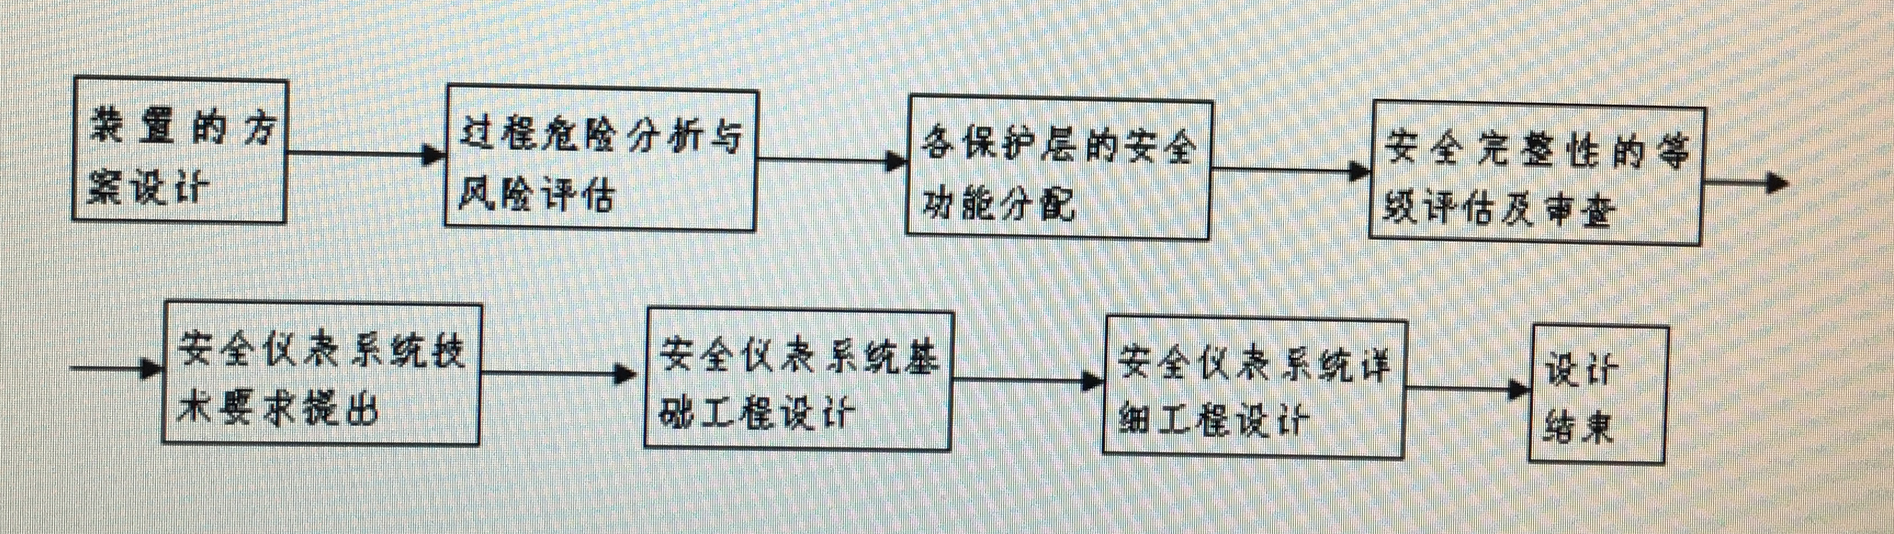 装置的方
案设计
过程危险分析与
风险评估
各保护层的安全
功能分配
安全完整性的等
级评估及审查
安全仪表系统技
术要求提出
安全仪表系统基
础工程设计
安全仪表系统详
细工程设计
设计
结束